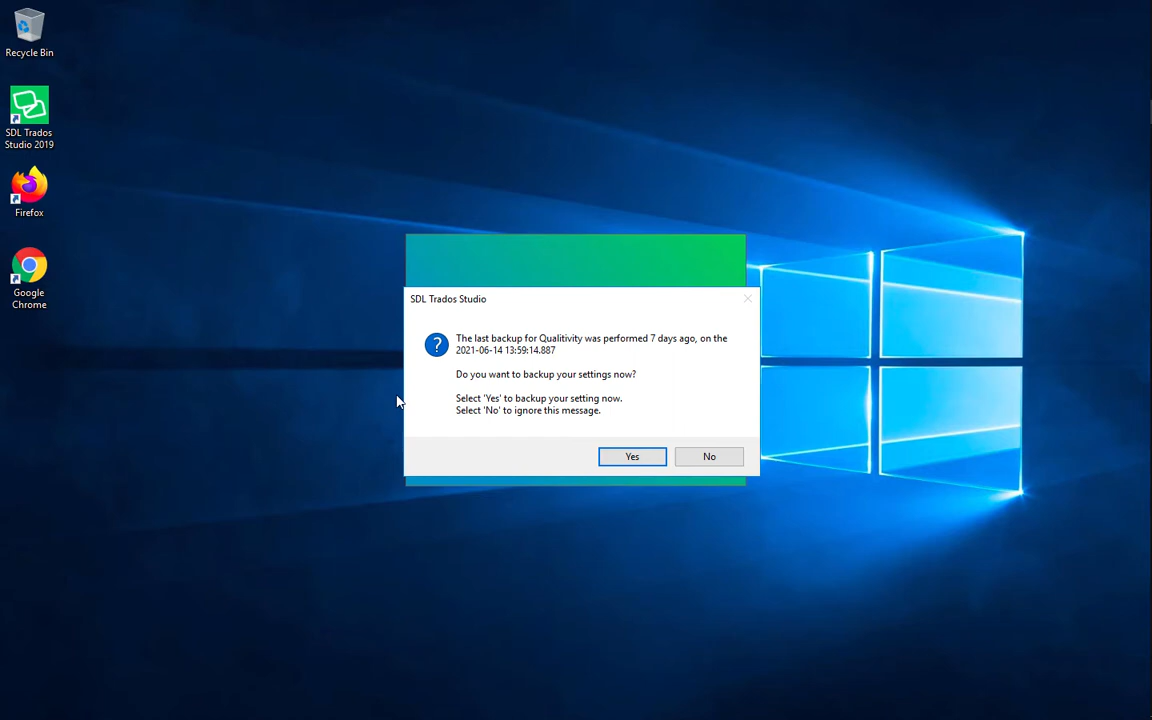 Recycle Bin
SDL Trados
Studio 2019
Firefox
Google
Chrome
SDL Trados Studio
The last backup for Qualitivity was performed 7 days ago, on the
2021-06-14 13:59:14.887
Do you want to backup your settings now?
Select 'Yes' to backup your setting now.
Select 'No' to ignore this message.
Yes
No